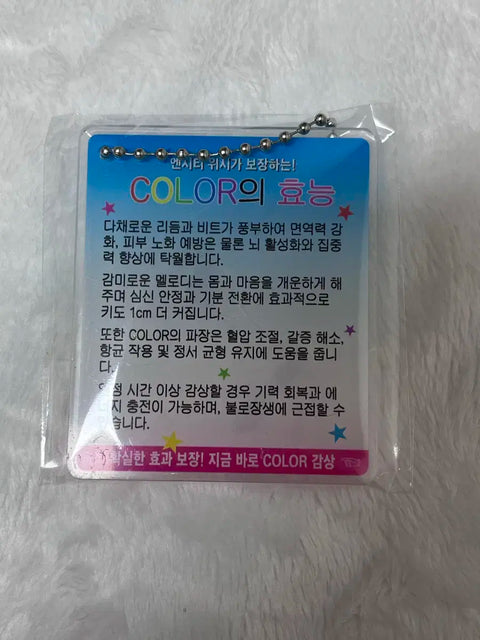 엔시티 위시가 보장하는!
COLOR의 효능
다채로운 리듬과 비트가 풍부하여 면역력 강
화, 피부 노화 예방은 물론 뇌 활성화와 집중
력 향상에 탁월합니다.
감미로운 멜로디는 몸과 마음을 개운하게 해
주며 심신 안정과 기분 전환에 효과적으로
키도 1cm 더 커집니다.
또한 COLOR의 파장은 혈압 조절, 갈증 해소,
항균 작용 및 정서 균형 유지에 도움을 줍니
다.
시간 이상 감상할 경우 기력 회복과 에
충전이 가능하며, 불로장생에 근접할 수
확실한 효과 보장! 지금 바로 COLOR 감상